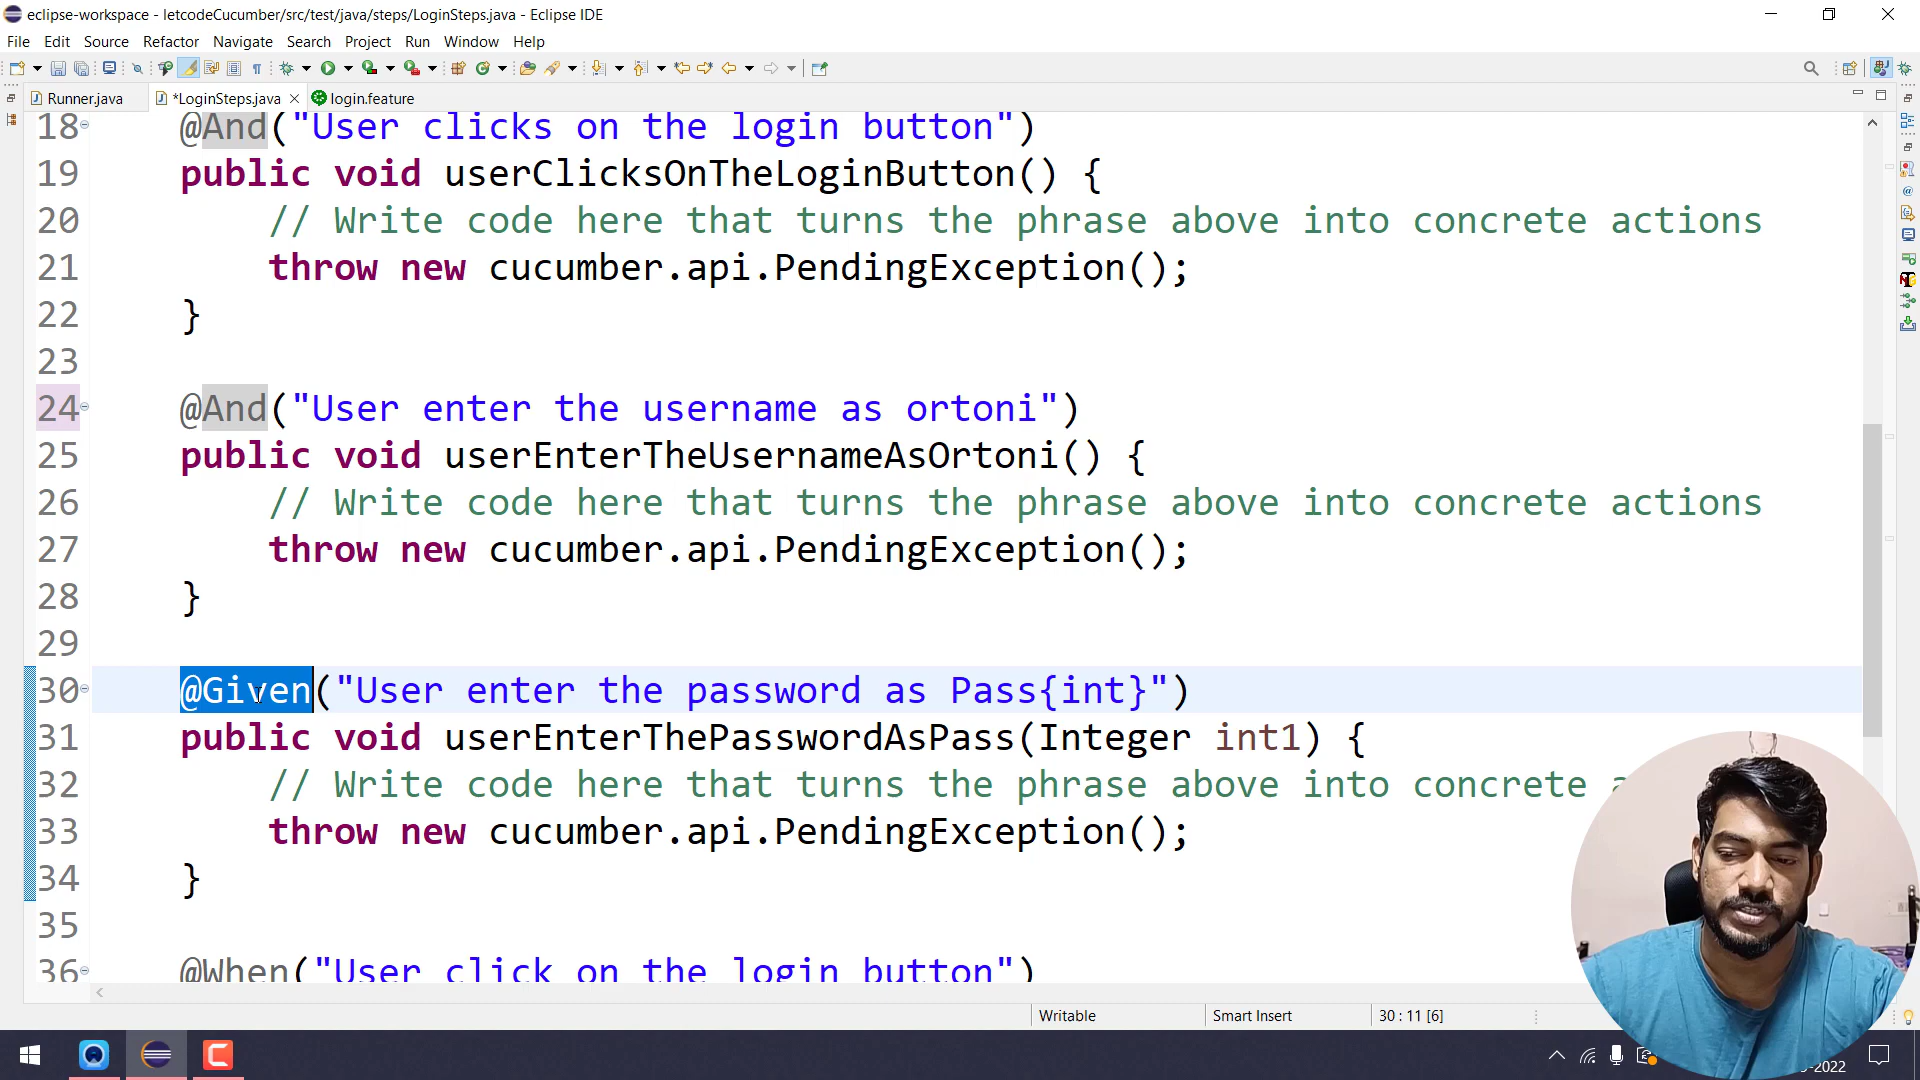 eclipse-workspace - letcodeCucumber/src/test/java/steps/LoginSteps.java - Eclipse IDE
File Edit Source Refactor Navigate Search Project Run Window Help
Runner.java *LoginSteps.java login.feature
18 @And("User clicks on the login button")
19 public void userClicksOnTheLoginButton() {
20 // Write code here that turns the phrase above into concrete actions
21 throw new cucumber.api.PendingException();
22 }
23
24 @And("User enter the username as ortoni")
25 public void userEnterTheUsernameAsOrtoni() {
26 // Write code here that turns the phrase above into concrete actions
27 throw new cucumber.api.PendingException();
28 }
29
30 @Given("User enter the password as Pass{int}")
31 public void userEnterThePasswordAsPass(Integer int1) {
32 // Write code here that turns the phrase above into concrete
33 throw new cucumber.api.PendingException();
34 }
35
36 @When("User click on the login button")
Writable Smart Insert 30 : 11 [6]